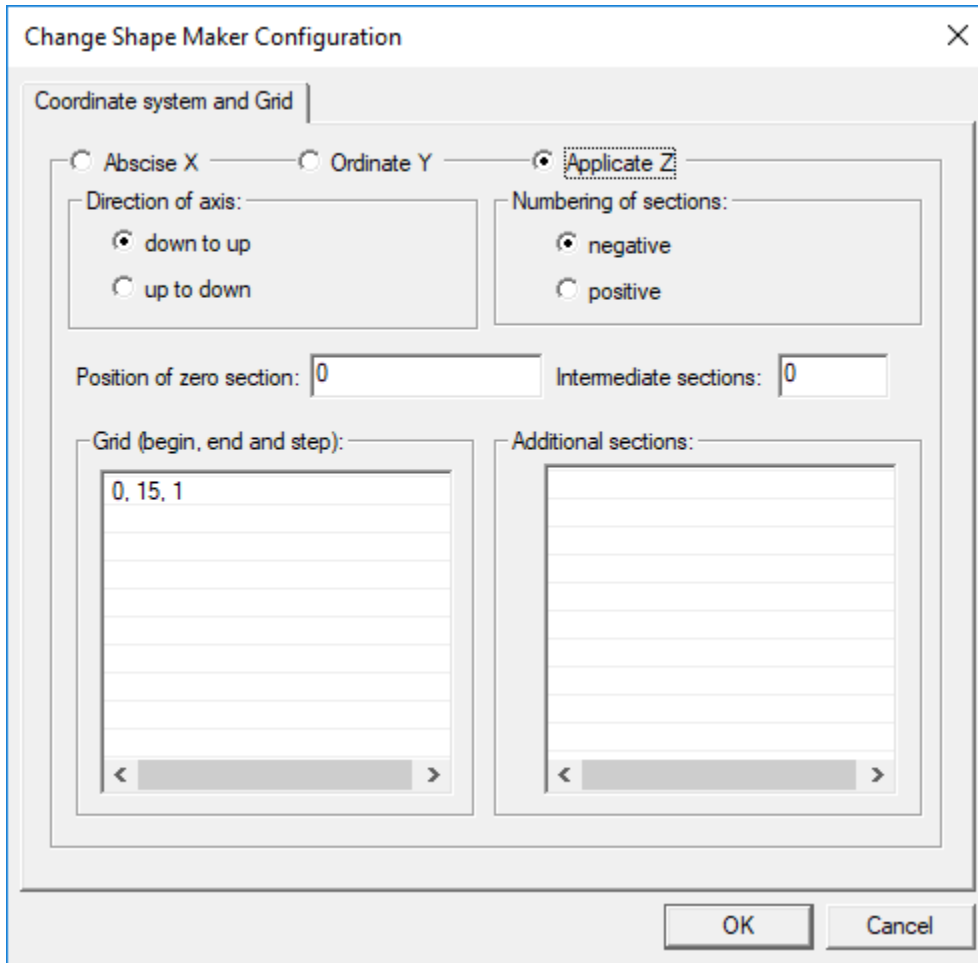 Change Shape Maker Configuration
Coordinate system and Grid
Abscise X Ordinate Y Applicate Z
Direction of axis: Numbering of sections:
down to up negative
up to down positive
Position of zero section: 0 Intermediate sections: 0
Grid (begin, end and step): Additional sections:
0, 15, 1
OK Cancel